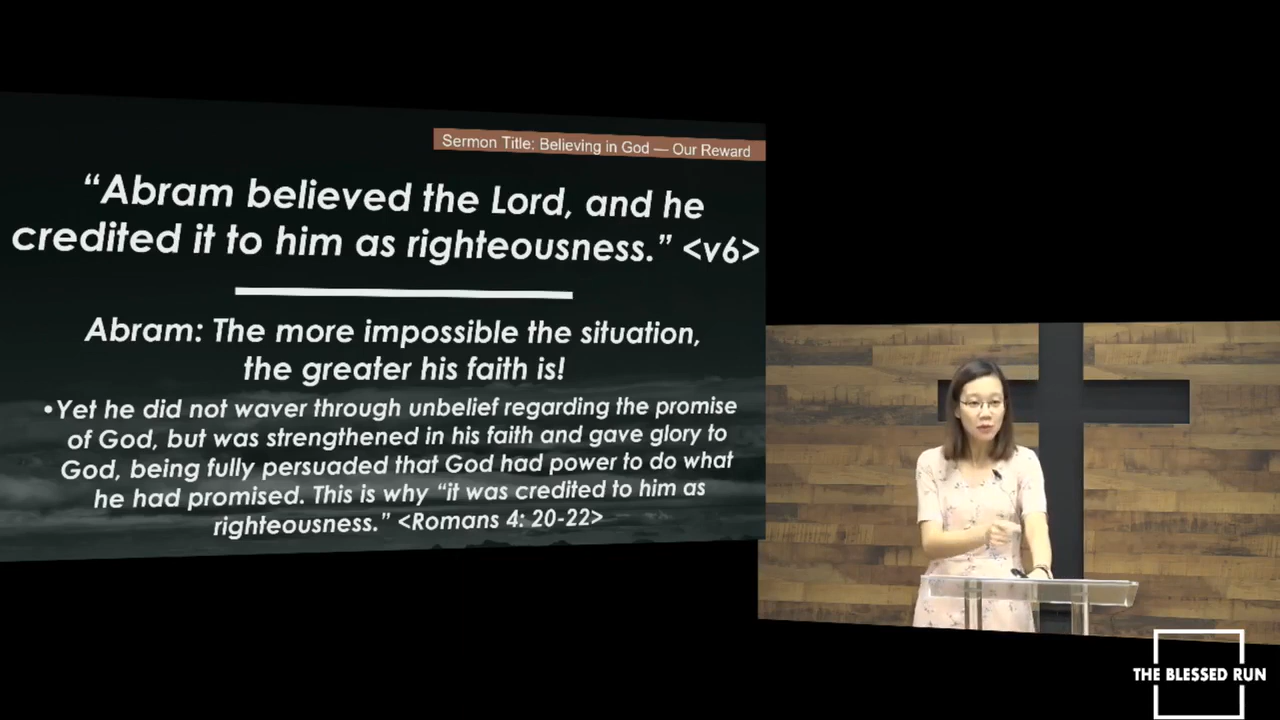 Sermon Title: Believing in God — Our Reward
“Abram believed the Lord, and he
credited it to him as righteousness.” <v6>
Abram: The more impossible the situation,
the greater his faith is!
•Yet he did not waver through unbelief regarding the promise
of God, but was strengthened in his faith and gave glory to
God, being fully persuaded that God had power to do what
he had promised. This is why “it was credited to him as
righteousness.” <Romans 4: 20-22>
THE BLESSED RUN